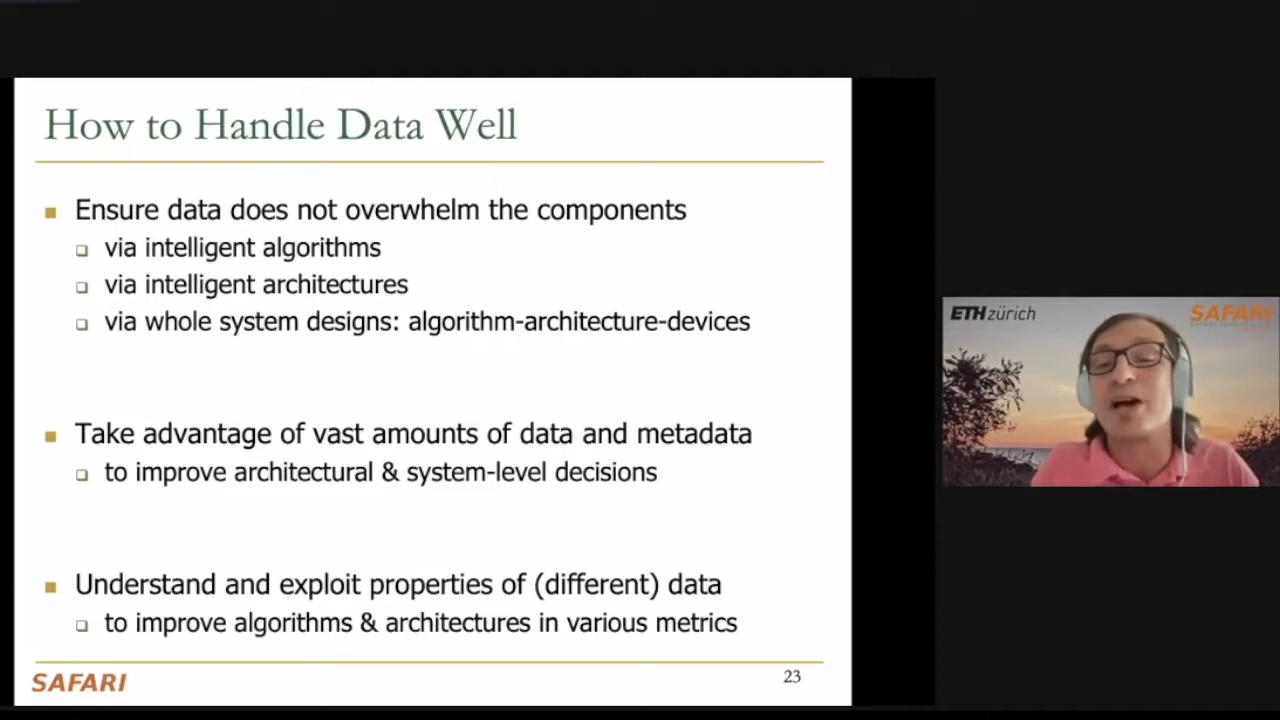 How to Handle Data Well
Ensure data does not overwhelm the components
via intelligent algorithms
via intelligent architectures
via whole system designs: algorithm-architecture-devices
Take advantage of vast amounts of data and metadata
to improve architectural & system-level decisions
Understand and exploit properties of (different) data
to improve algorithms & architectures in various metrics
SAFARI
23
ETH zürich
SAFARI